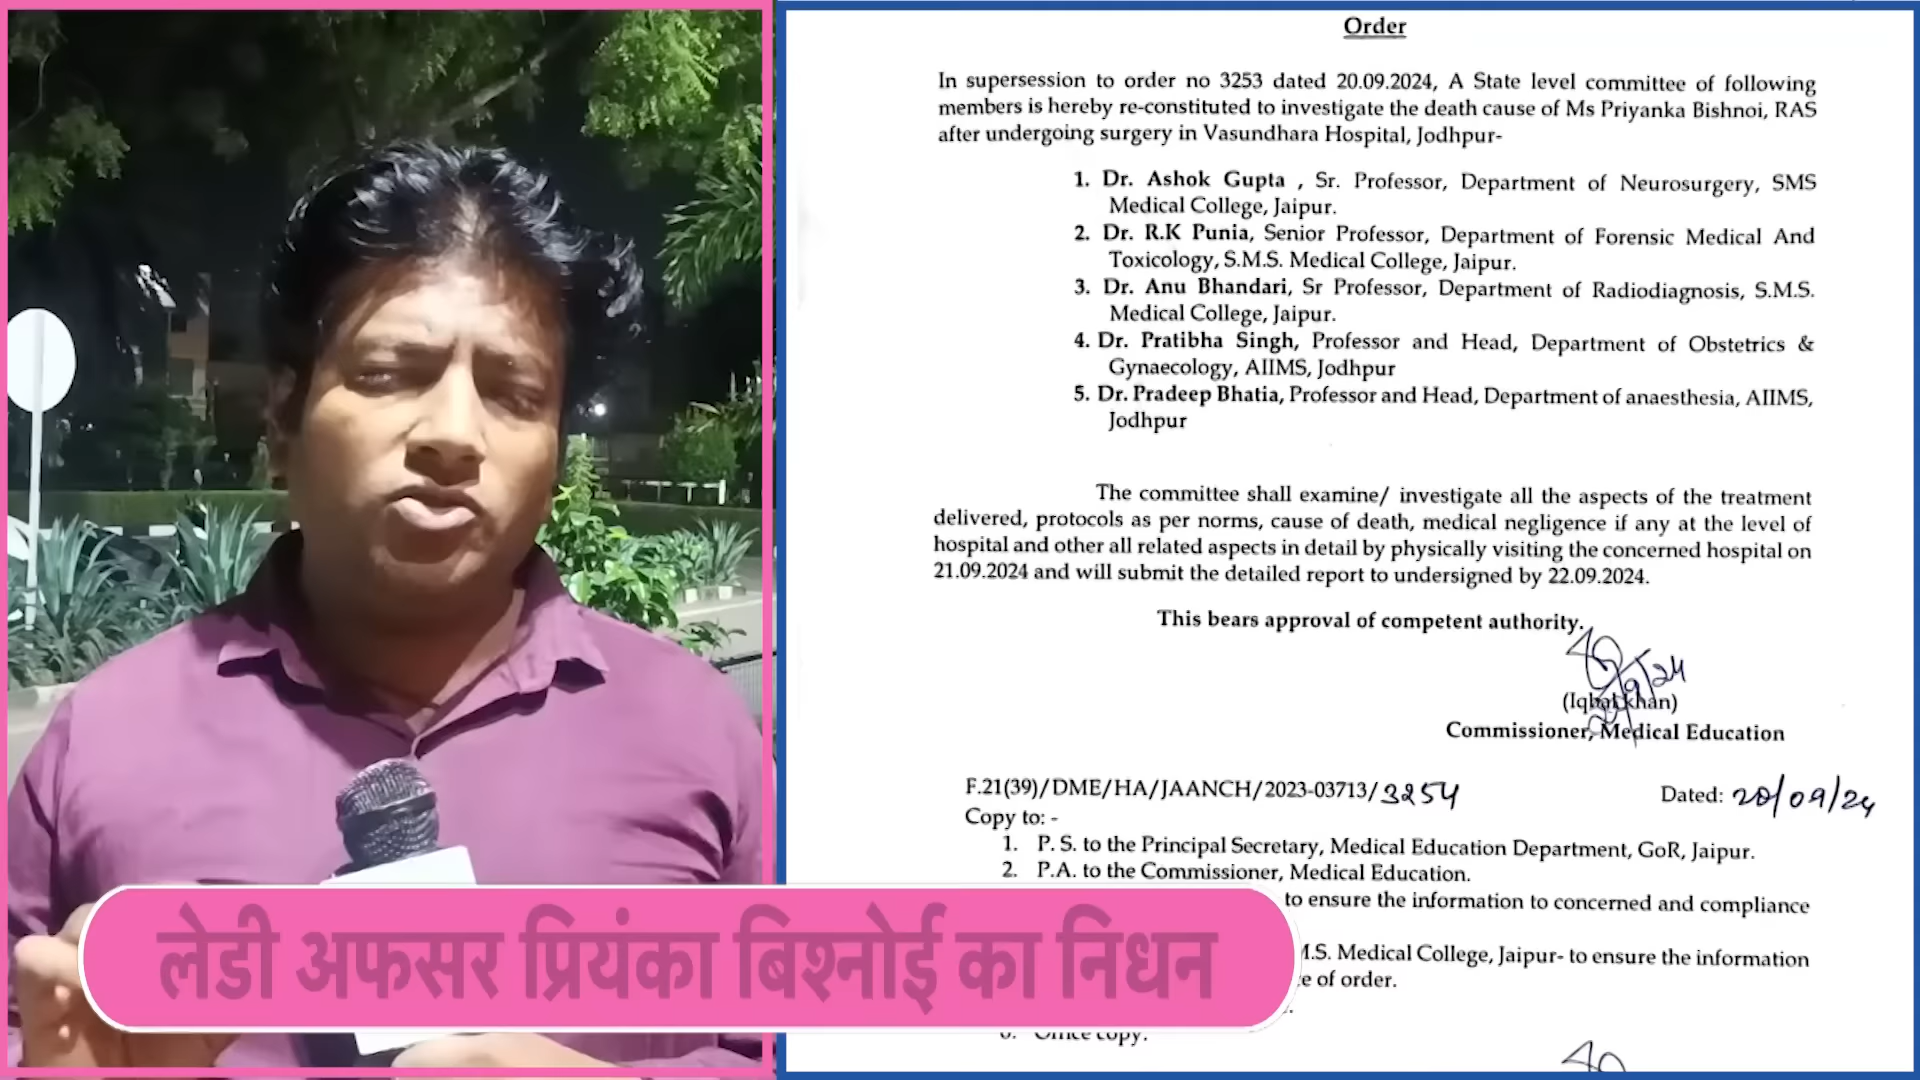 Order
In supersession to order no 3253 dated 20.09.2024, A State level committee of following
members is hereby re-constituted to investigate the death cause of Ms Priyanka Bishnoi, RAS
after undergoing surgery in Vasundhara Hospital, Jodhpur-
1. Dr. Ashok Gupta , Sr. Professor, Department of Neurosurgery, SMS
Medical College, Jaipur.
2. Dr. R.K Punia, Senior Professor, Department of Forensic Medical And
Toxicology, S.M.S. Medical College, Jaipur.
3. Dr. Anu Bhandari, Sr Professor, Department of Radiodiagnosis, S.M.S.
Medical College, Jaipur.
4. Dr. Pratibha Singh, Professor and Head, Department of Obstetrics &
Gynaecology, AIIMS, Jodhpur
5. Dr. Pradeep Bhatia, Professor and Head, Department of anaesthesia, AIIMS,
Jodhpur
The committee shall examine/ investigate all the aspects of the treatment
delivered, protocols as per norms, cause of death, medical negligence if any at the level of
hospital and other all related aspects in detail by physically visiting the concerned hospital on
21.09.2024 and will submit the detailed report to undersigned by 22.09.2024.
This bears approval of competent authority.
(Iqbal khan)
Commissioner, Medical Education
F.21(39)/DME/HA/JAANCH/2023-03713/3254 Dated: 20/09/24
Copy to: -
1. P. S. to the Principal Secretary, Medical Education Department, GoR, Jaipur.
2. P.A. to the Commissioner, Medical Education.
to ensure the information to concerned and compliance
M.S. Medical College, Jaipur- to ensure the information
of order.
Office copy.
लेडी अफसर प्रियंका बिश्नोई का निधन